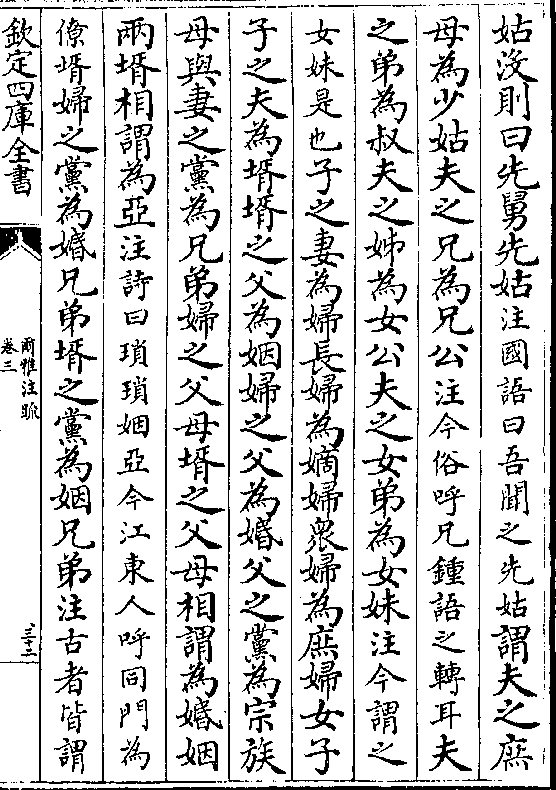 姑沒則曰先舅先姑注國語曰吾聞之先姑謂夫之庶
母為少姑夫之兄為兄公注今俗呼兄鍾語之轉耳夫
之弟為叔夫之姊為女公夫之女弟為女妹注今謂之
女妹是也子之妻為婦長婦為嫡婦衆婦為庶婦女子
子之夫為壻壻之父為姻婦之父為婚父之黨為宗族
母與妻之黨為兄弟婦之父母壻之父母相謂為婚姻
兩壻相謂為亞注詩曰瑣瑣姻亞今江東人呼同門為
僚壻婦之黨為婚兄弟壻之黨為姻兄弟注古者皆謂
欽定四庫全書
爾雅注疏
卷三
三十二